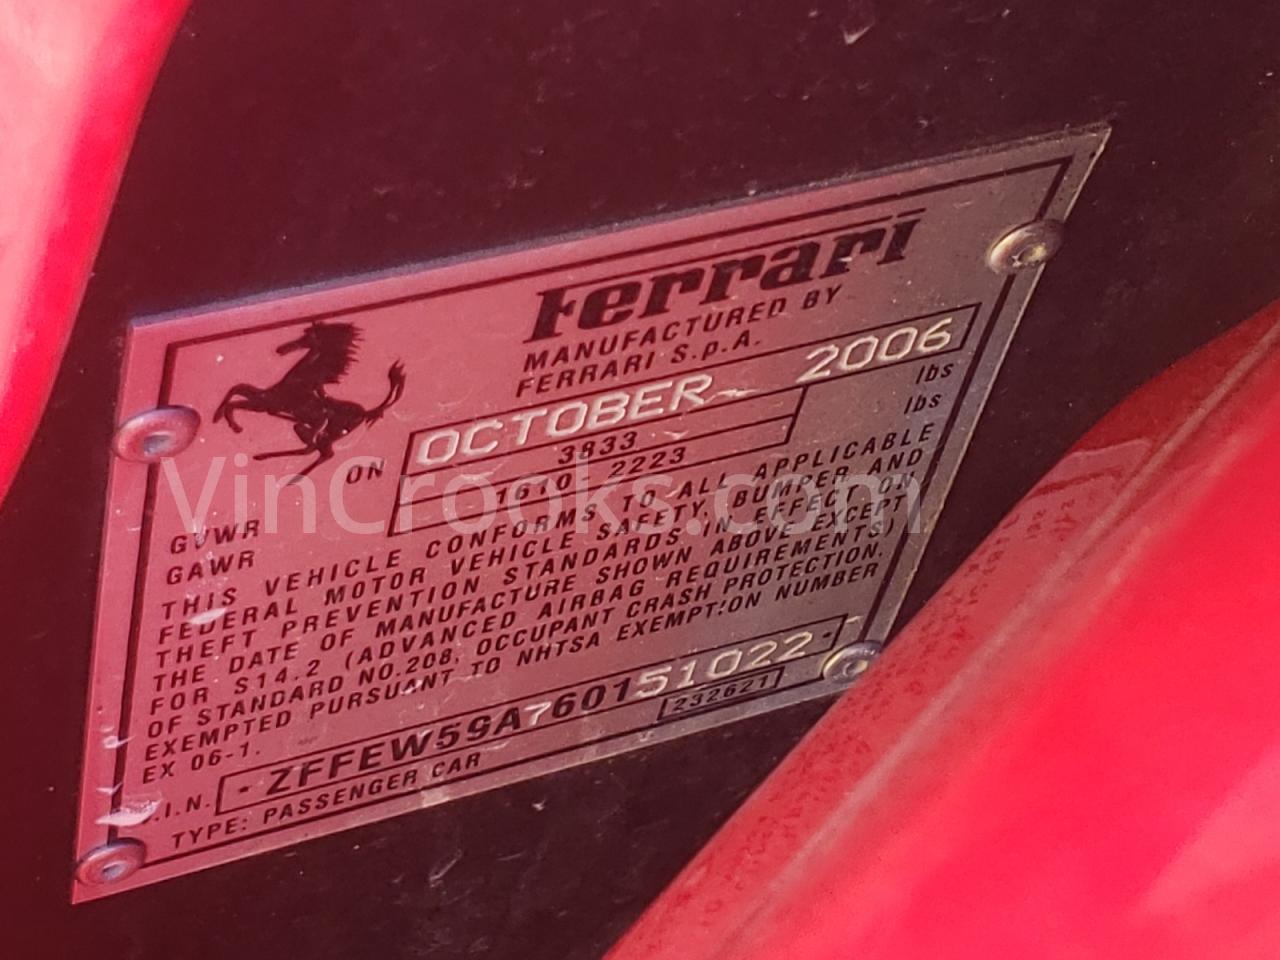 Ferrari
MANUFACTURED BY
FERRARI S.p.A.
ON OCTOBER 2006
GVWR 3833 lbs
GAWR 1610 2223 lbs
THIS VEHICLE CONFORMS TO ALL APPLICABLE
FEDERAL MOTOR VEHICLE SAFETY, BUMPER AND
THEFT PREVENTION STANDARDS IN EFFECT ON
THE DATE OF MANUFACTURE SHOWN ABOVE EXCEPT
FOR S14.2 (ADVANCED AIRBAG REQUIREMENTS)
OF STANDARD NO.208, OCCUPANT CRASH PROTECTION,
EXEMPTED PURSUANT TO NHTSA EXEMPTION NUMBER
EX 06-1.
.I.N. · ZFFEW59A760151022 ·
TYPE: PASSENGER CAR 232621
VinCrooks.com